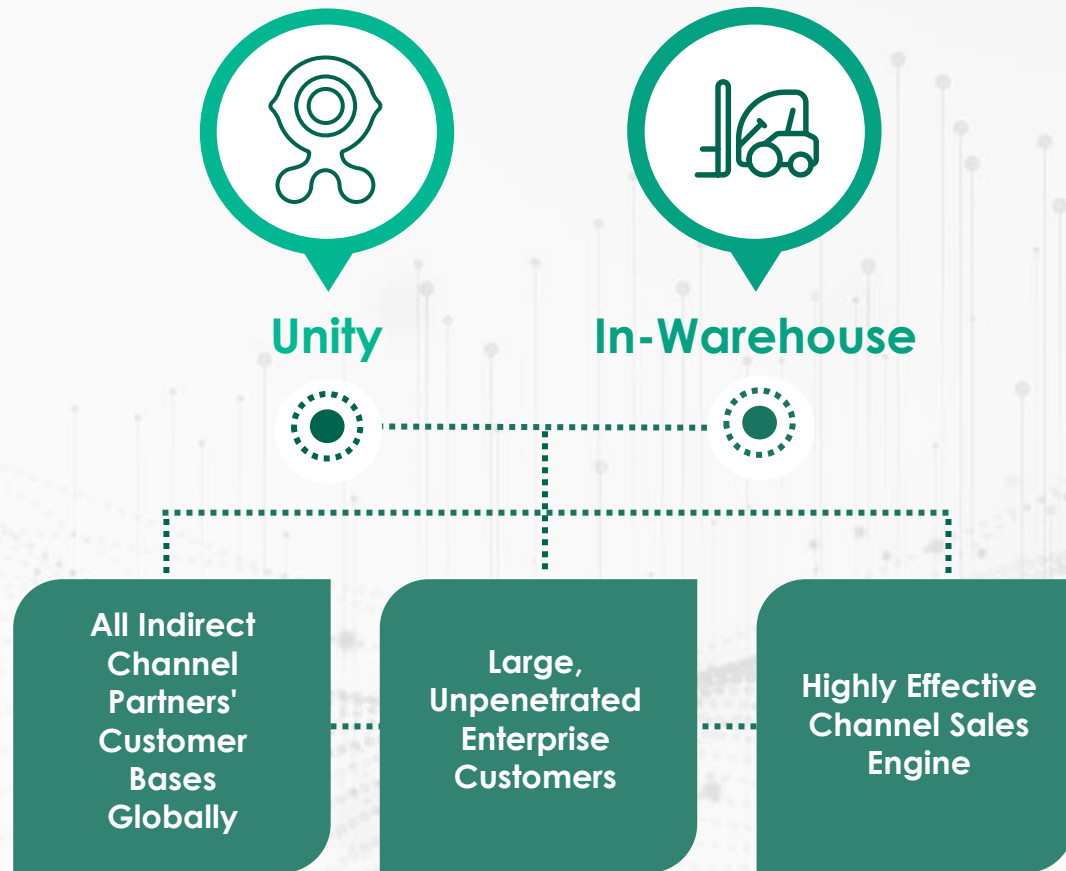 Unity
In-Warehouse
All Indirect
Channel
Partners'
Customer
Bases
Globally
Large,
Unpenetrated
Enterprise
Customers
Highly Effective
Channel Sales
Engine